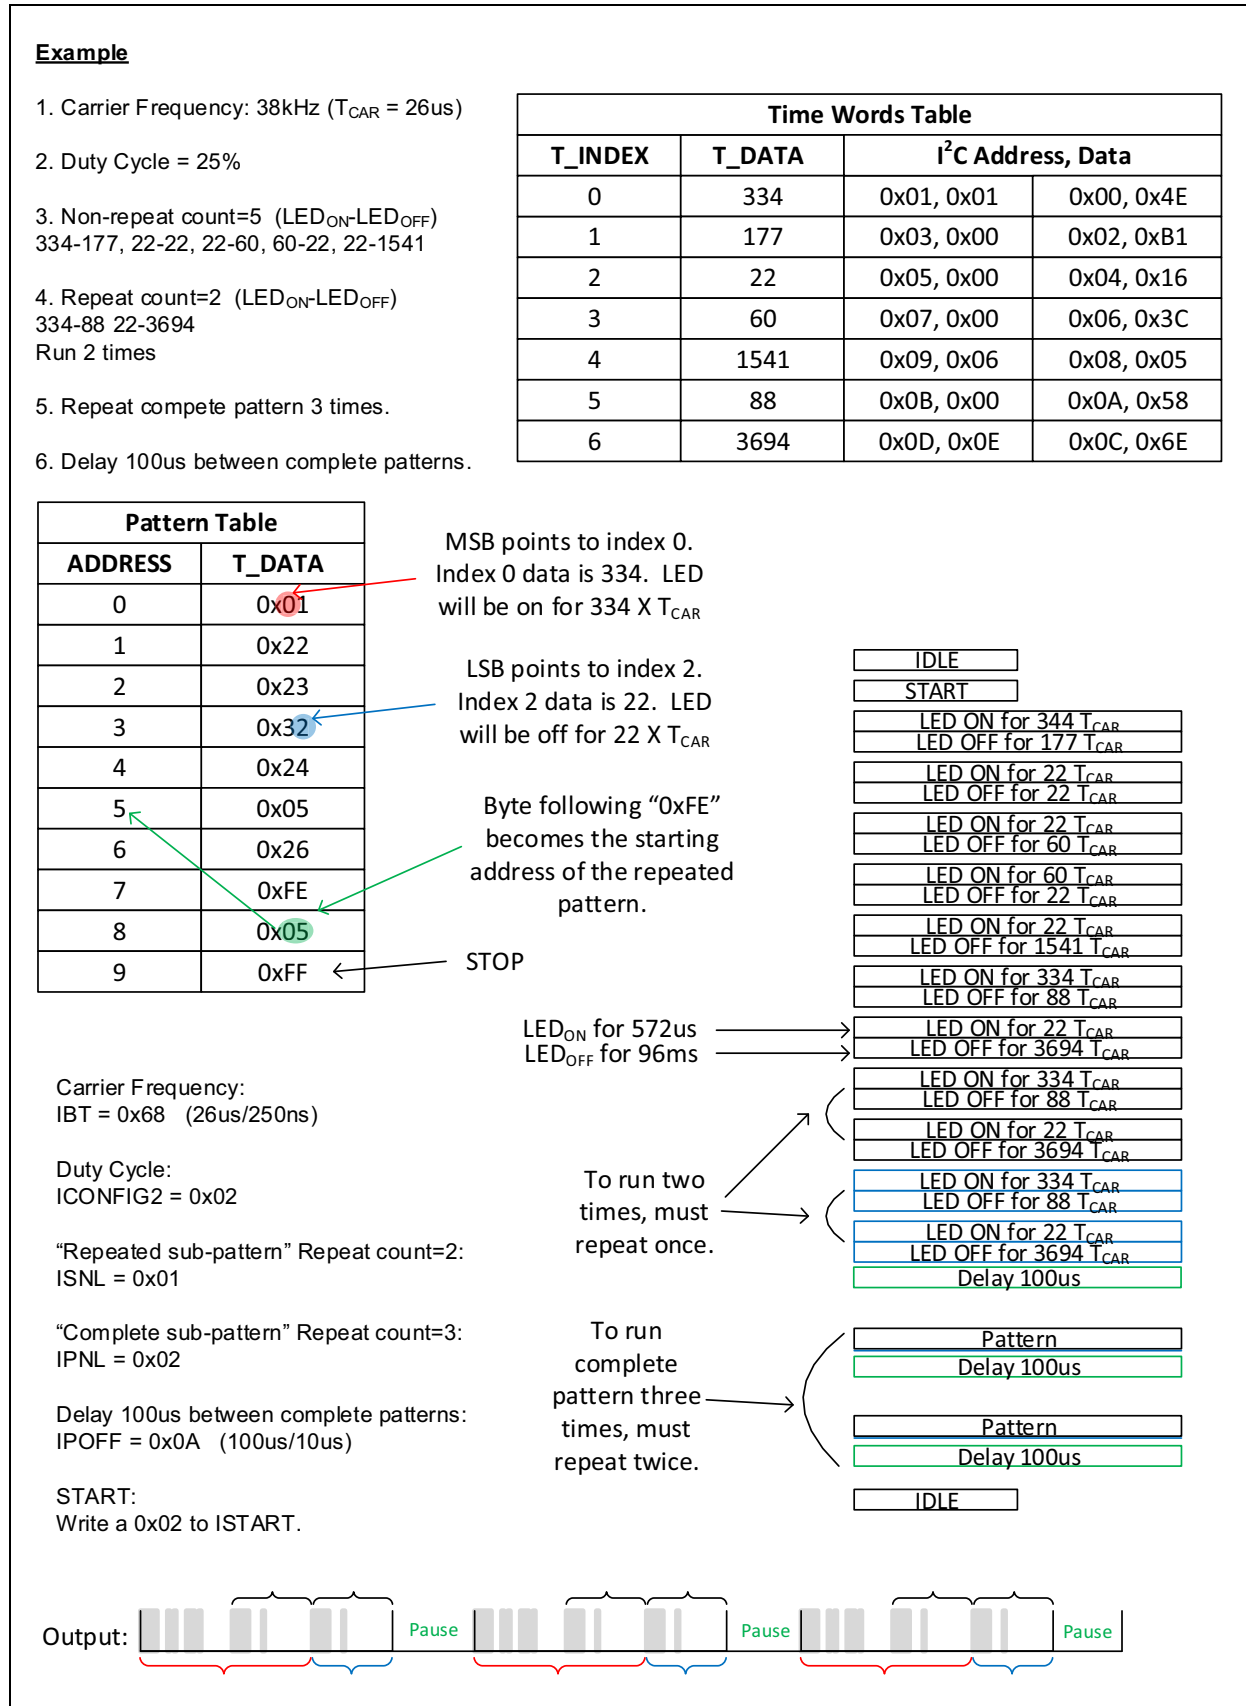 Example
1. Carrier Frequency: 38kHz (TCAR = 26us)
2. Duty Cycle = 25%
3. Non-repeat count=5 (LEDON-LEDOFF)
334-177, 22-22, 22-60, 60-22, 22-1541
4. Repeat count=2 (LEDON-LEDOFF)
334-88 22-3694
Run 2 times
5. Repeat compete pattern 3 times.
6. Delay 100us between complete patterns.
Time Words Table
T_INDEX T_DATA I2C Address, Data
0 334 0x01, 0x01 0x00, 0x4E
1 177 0x03, 0x00 0x02, 0xB1
2 22 0x05, 0x00 0x04, 0x16
3 60 0x07, 0x00 0x06, 0x3C
4 1541 0x09, 0x06 0x08, 0x05
5 88 0x0B, 0x00 0x0A, 0x58
6 3694 0x0D, 0x0E 0x0C, 0x6E
Pattern Table
ADDRESS T_DATA
0 0x01
1 0x22
2 0x23
3 0x32
4 0x24
5 0x05
6 0x26
7 0xFE
8 0x05
9 0xFF
MSB points to index 0.
Index 0 data is 334. LED
will be on for 334 X TCAR
LSB points to index 2.
Index 2 data is 22. LED
will be off for 22 X TCAR
Byte following “0xFE”
becomes the starting
address of the repeated
pattern.
STOP
IDLE
START
LED ON for 344 TCAR
LED OFF for 177 TCAR
LED ON for 22 TCAR
LED OFF for 22 TCAR
LED ON for 22 TCAR
LED OFF for 60 TCAR
LED ON for 60 TCAR
LED OFF for 22 TCAR
LED ON for 22 TCAR
LED OFF for 1541 TCAR
LED ON for 334 TCAR
LED OFF for 88 TCAR
LEDON for 572us
LEDOFF for 96ms
LED ON for 22 TCAR
LED OFF for 3694 TCAR
LED ON for 334 TCAR
LED OFF for 88 TCAR
LED ON for 22 TCAR
LED OFF for 3694 TCAR
LED ON for 334 TCAR
LED OFF for 88 TCAR
LED ON for 22 TCAR
LED OFF for 3694 TCAR
Delay 100us
To run two
times, must
repeat once.
Pattern
Delay 100us
Pattern
Delay 100us
IDLE
To run
complete
pattern three
times, must
repeat twice.
Carrier Frequency:
IBT = 0x68 (26us/250ns)
Duty Cycle:
ICONFIG2 = 0x02
“Repeated sub-pattern” Repeat count=2:
ISNL = 0x01
“Complete sub-pattern” Repeat count=3:
IPNL = 0x02
Delay 100us between complete patterns:
IPOFF = 0x0A (100us/10us)
START:
Write a 0x02 to ISTART.
Output: Pause Pause Pause